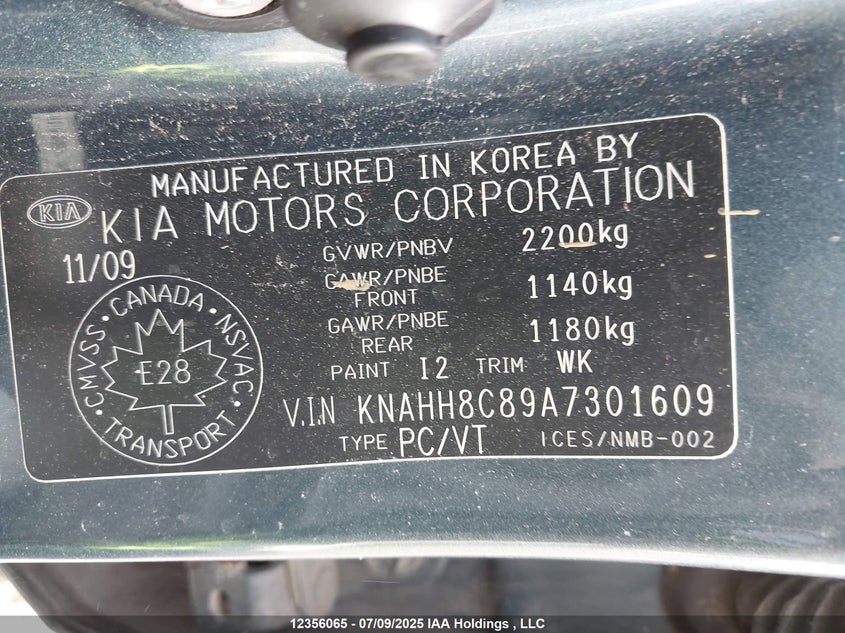 MANUFACTURED IN KOREA BY
KIA KIA MOTORS CORPORATION
11/09 GVWR/PNBV 2200kg
GAWR/PNBE FRONT 1140kg
GAWR/PNBE REAR 1180kg
PAINT I2 TRIM WK
CMVSS · CANADA · NSVAC · TRANSPORT ·
E28
V.I.N KNAHH8C89A7301609
TYPE PC/VT ICES/NMB-002
12356065 - 07/09/2025 IAA Holdings , LLC